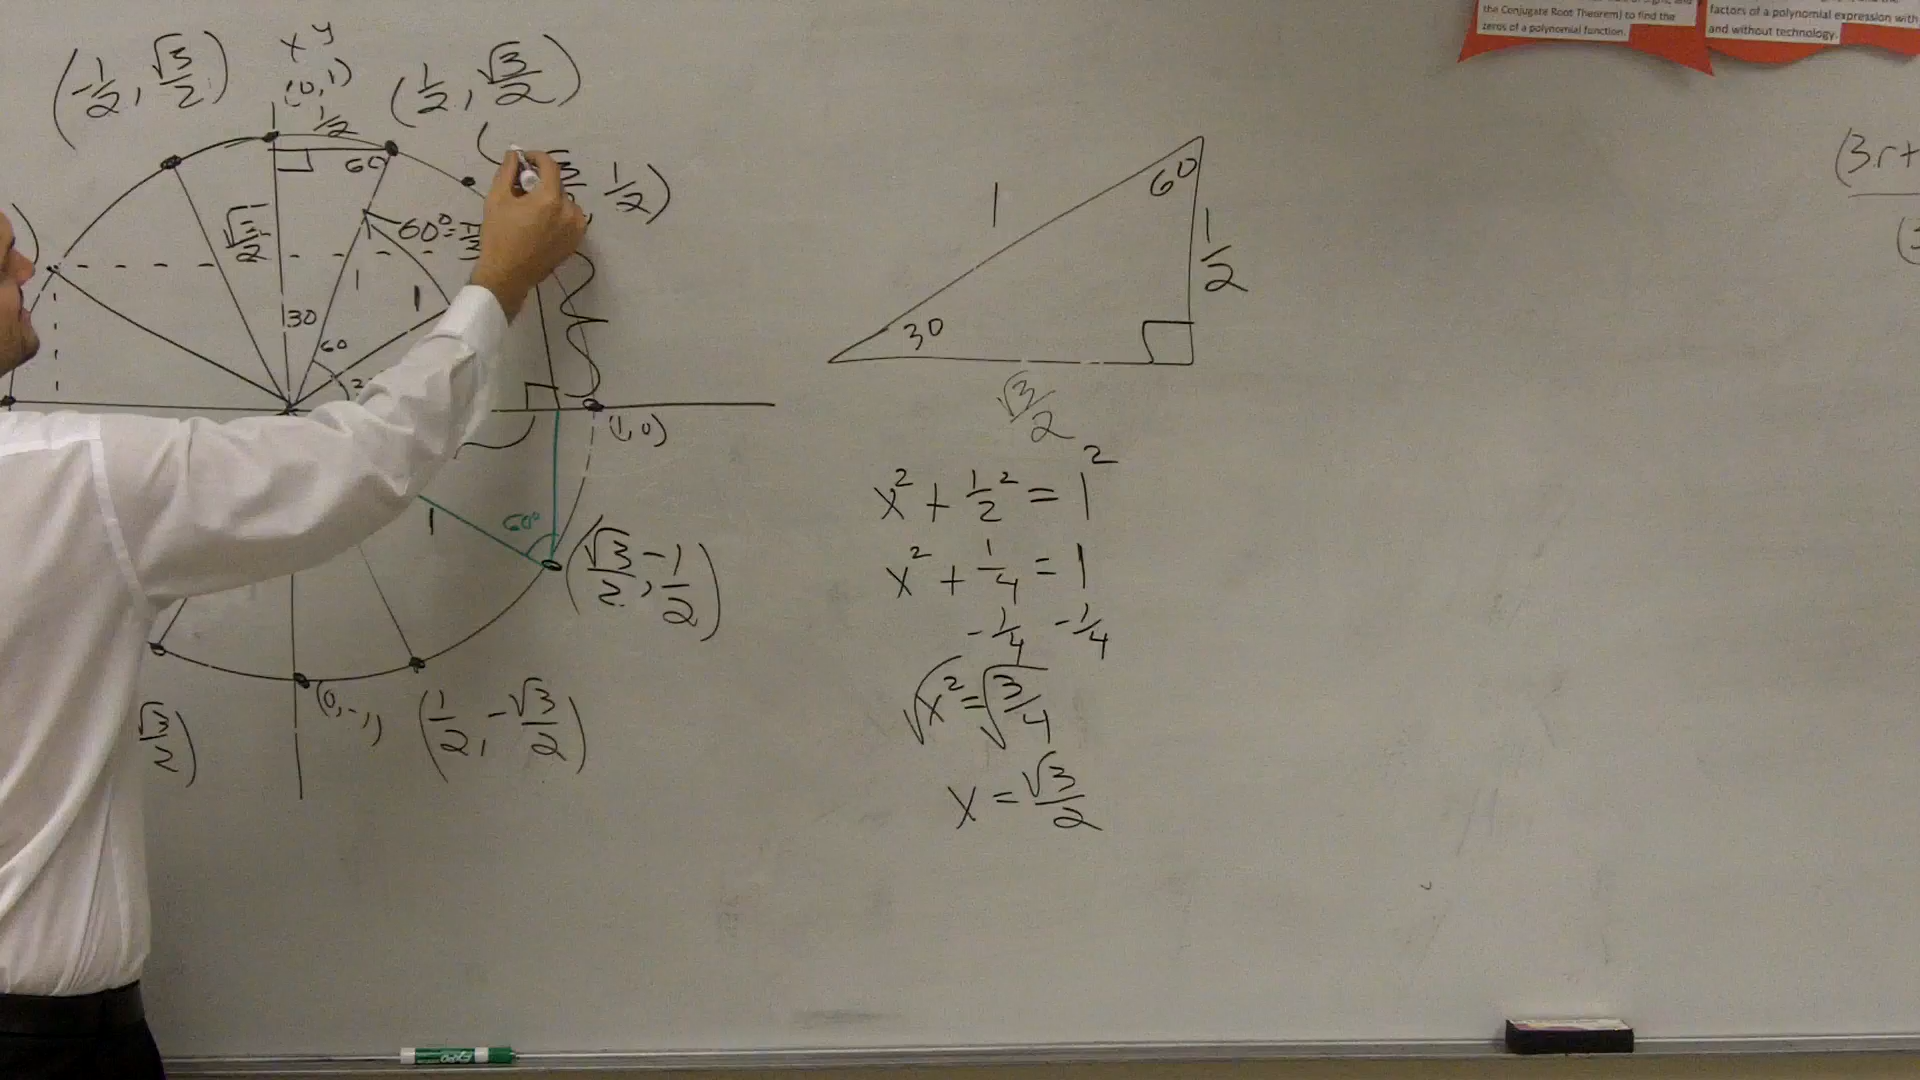 the Conjugate Root Theorem) to find the
zeros of a polynomial function.
factors of a polynomial expression with
and without technology.
x y
(-1/2, √3/2)
(0, 1)
(1/2, √3/2)
1
1/2
60
√3/2
60° =
1/2)
1
1
30
60
(1, 0)
1
60°
(√3/2, -1/2)
(0, -1)
(1/2, -√3/2)
√3/2)
1
60
1/2
30
√3/2
x² + 1/2² = 1²
x² + 1/4 = 1
-1/4 -1/4
√x² = √3/4
x = √3/2
EXPO